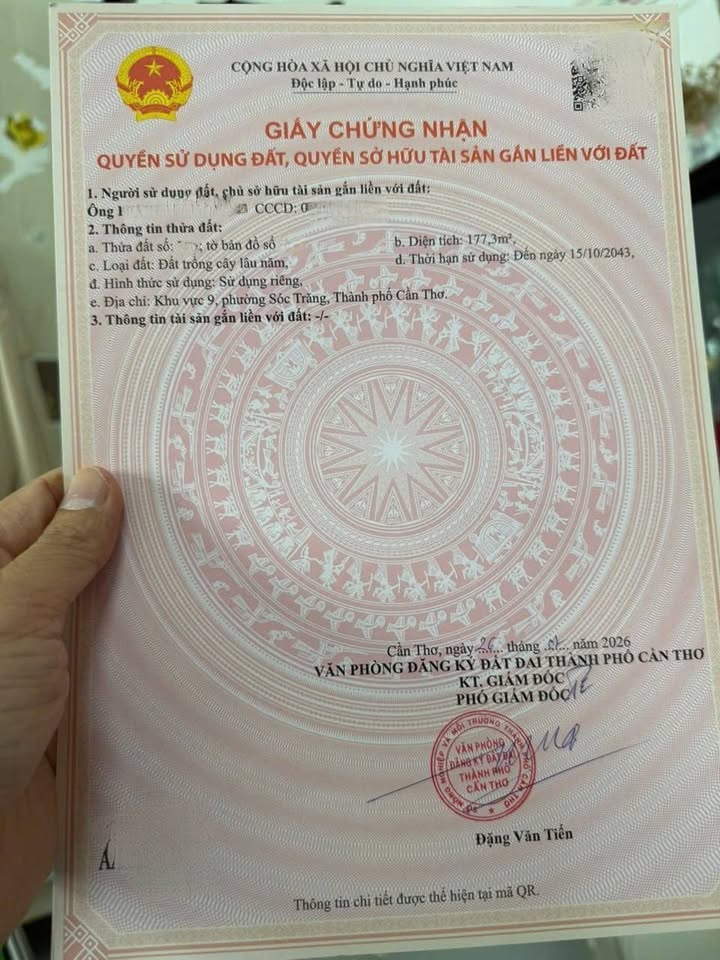 CỘNG HÒA XÃ HỘI CHỦ NGHĨA VIỆT NAM
Độc lập - Tự do - Hạnh phúc
GIẤY CHỨNG NHẬN
QUYỀN SỬ DỤNG ĐẤT, QUYỀN SỞ HỮU TÀI SẢN GẮN LIỀN VỚI ĐẤT
1. Người sử dụng đất, chủ sở hữu tài sản gắn liền với đất:
Ông CCCD: 0
2. Thông tin thửa đất:
a. Thửa đất số: ; tờ bản đồ số b. Diện tích: 177,3m²,
c. Loại đất: Đất trồng cây lâu năm, d. Thời hạn sử dụng: Đến ngày 15/10/2043,
đ. Hình thức sử dụng: Sử dụng riêng,
e. Địa chỉ: Khu vực 9, phường Sóc Trăng, Thành phố Cần Thơ.
3. Thông tin tài sản gắn liền với đất: -/-
Cần Thơ, ngày 26 tháng 01 năm 2026
VĂN PHÒNG ĐĂNG KÝ ĐẤT ĐAI THÀNH PHỐ CẦN THƠ
KT. GIÁM ĐỐC
PHÓ GIÁM ĐỐC
VĂN PHÒNG
ĐĂNG KÝ ĐẤT ĐAI
THÀNH PHỐ
CẦN THƠ
Đặng Văn Tiến
Thông tin chi tiết được thể hiện tại mã QR.